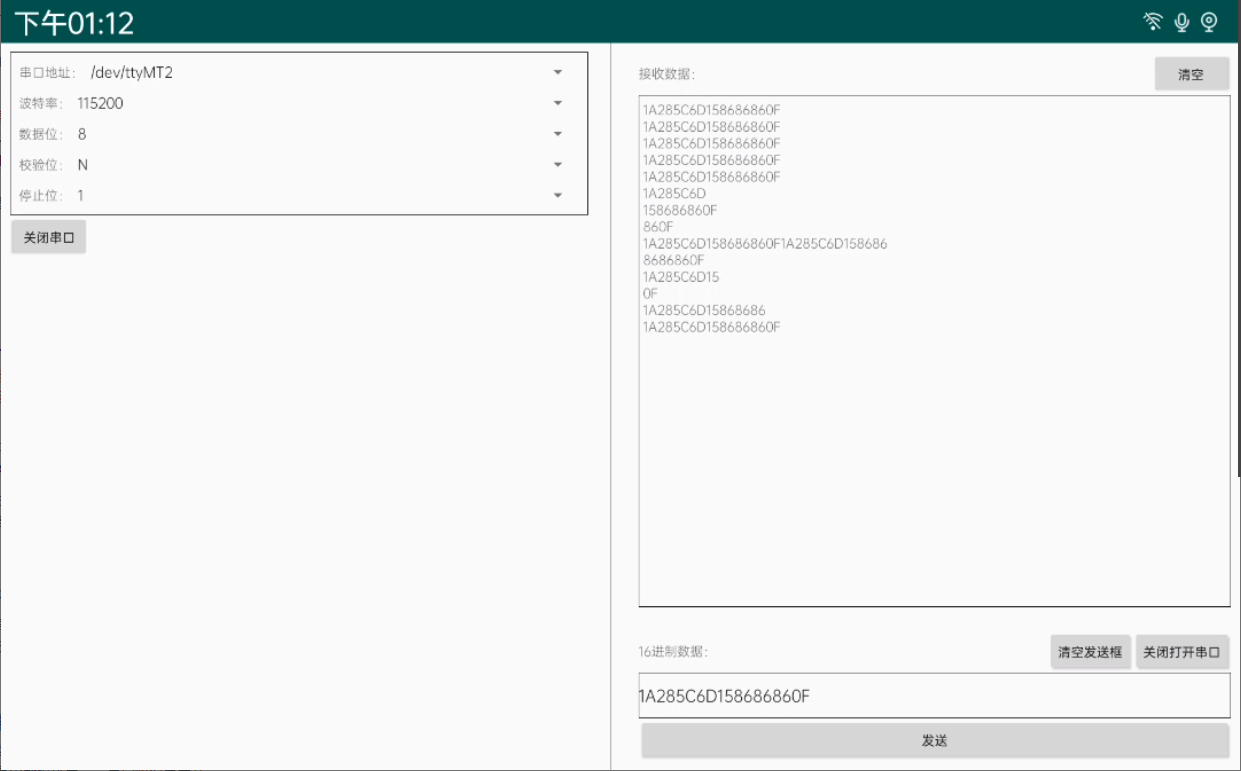 下午01:12
串口地址: /dev/ttyMT2
波特率: 115200
数据位: 8
校验位: N
停止位: 1
关闭串口
接收数据:
清空
1A285C6D158686860F
1A285C6D158686860F
1A285C6D158686860F
1A285C6D158686860F
1A285C6D158686860F
1A285C6D
158686860F
860F
1A285C6D158686860F1A285C6D158686
8686860F
1A285C6D15
0F
1A285C6D15868686
1A285C6D158686860F
16进制数据:
清空发送框
关闭打开串口
1A285C6D158686860F
发送